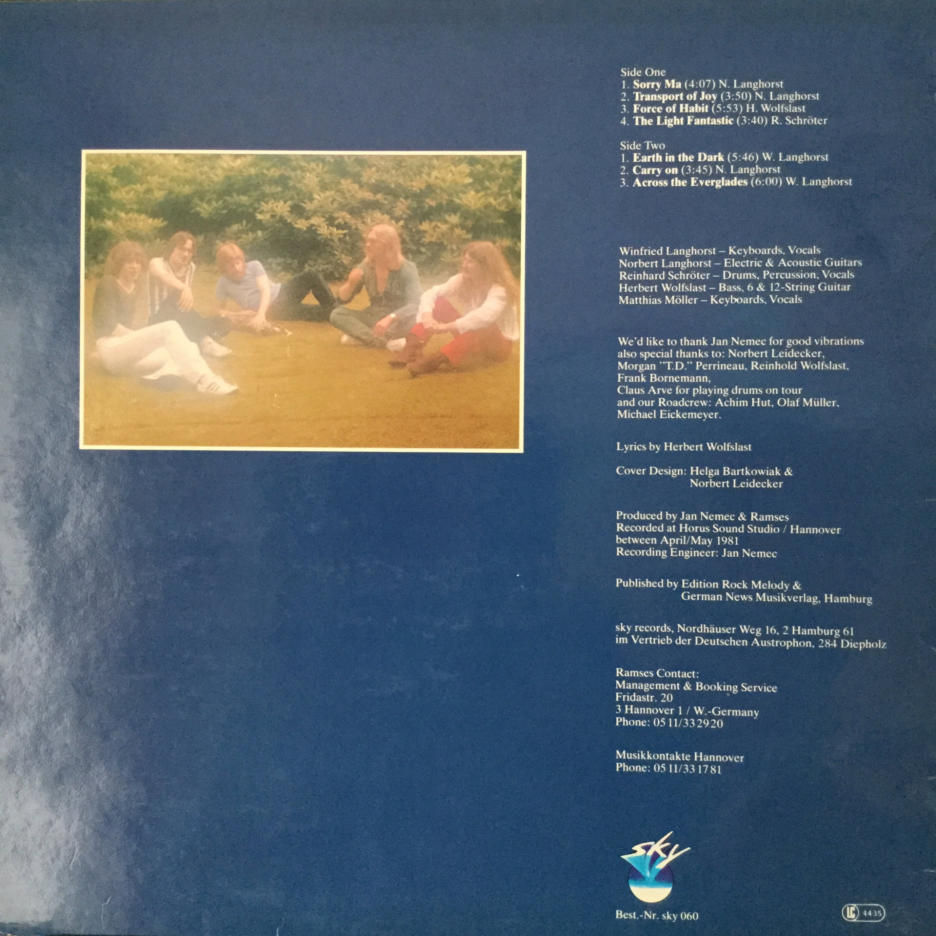 Side One
1. Sorry Ma (4:07) N. Langhorst
2. Transport of Joy (3:50) N. Langhorst
3. Force of Habit (5:53) H. Wolfslast
4. The Light Fantastic (3:40) R. Schröter
Side Two
1. Earth in the Dark (5:46) W. Langhorst
2. Carry on (3:45) N. Langhorst
3. Across the Everglades (6:00) W. Langhorst
Winfried Langhorst – Keyboards, Vocals
Norbert Langhorst – Electric & Acoustic Guitars
Reinhard Schröter – Drums, Percussion, Vocals
Herbert Wolfslast – Bass, 6 & 12-String Guitar
Matthias Möller – Keyboards, Vocals
We'd like to thank Jan Nemec for good vibrations
also special thanks to: Norbert Leidecker,
Morgan "T.D." Perrineau, Reinhold Wolfslast,
Frank Bornemann,
Claus Arve for playing drums on tour
and our Roadcrew: Achim Hut, Olaf Müller,
Michael Eickemeyer.
Lyrics by Herbert Wolfslast
Cover Design: Helga Bartkowiak &
Norbert Leidecker
Produced by Jan Nemec & Ramses
Recorded at Horus Sound Studio / Hannover
between April/May 1981
Recording Engineer: Jan Nemec
Published by Edition Rock Melody &
German News Musikverlag, Hamburg
sky records, Nordhäuser Weg 16, 2 Hamburg 61
im Vertrieb der Deutschen Austrophon, 284 Diepholz
Ramses Contact:
Management & Booking Service
Fridastr. 20
3 Hannover 1 / W.-Germany
Phone: 05 11/33 29 20
Musikkontakte Hannover
Phone: 05 11/33 17 81
sky
Best.-Nr. sky 060
LC 4435